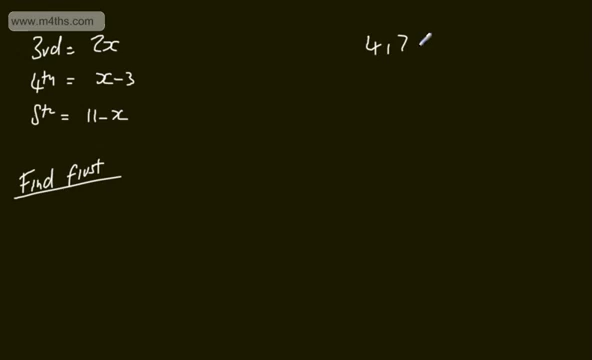 www.m4ths.com
3rd = 2x
4th = x-3
5th = 11-x
Find first
4,7